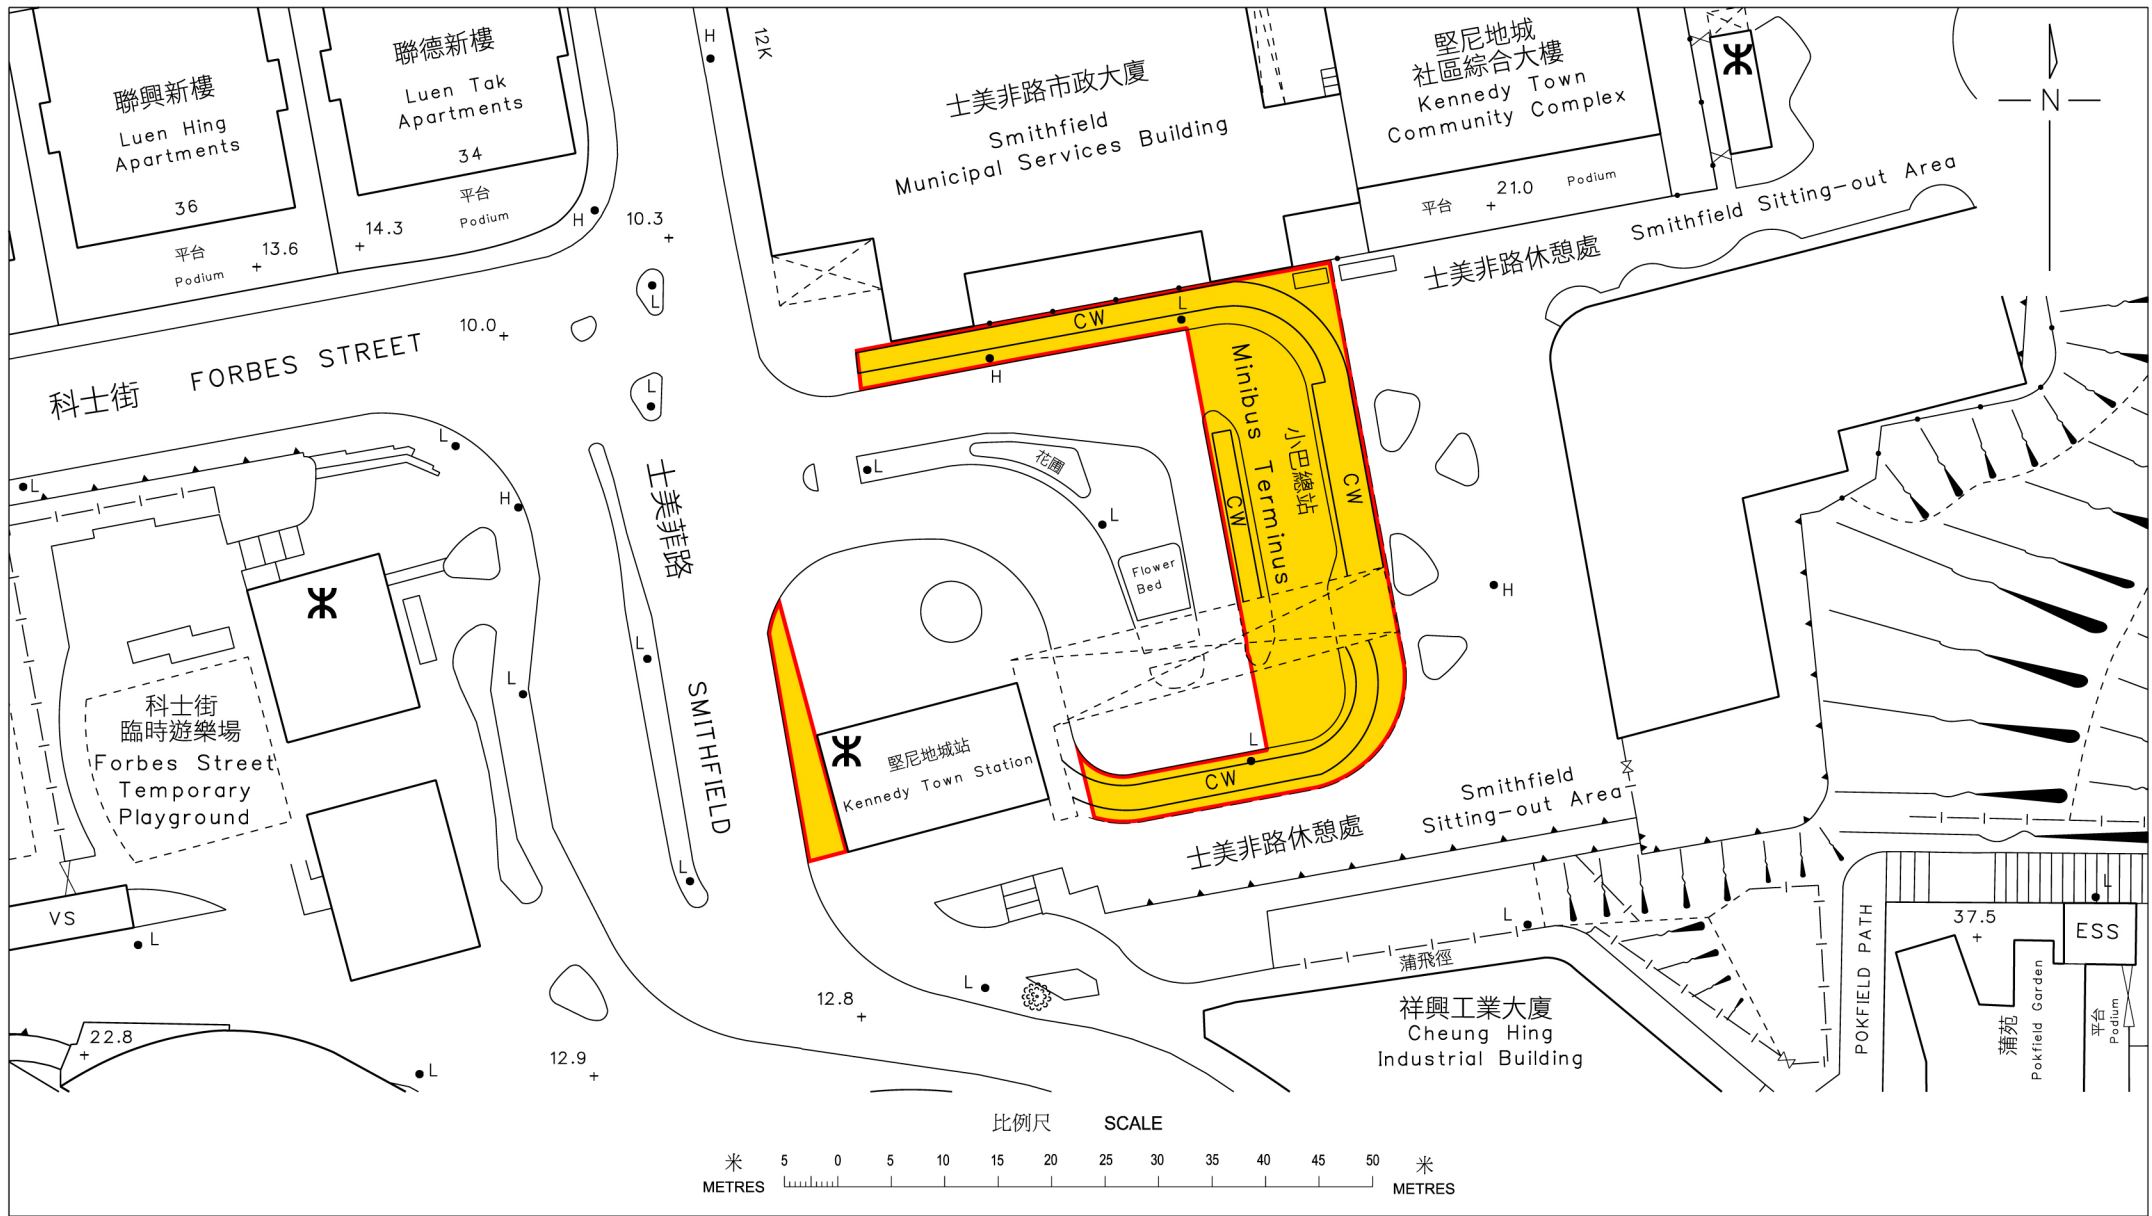 聯興新樓
Luen Hing
Apartments
36
平台
Podium
13.6
聯德新樓
Luen Tak
Apartments
34
平台
Podium
14.3
H
H
10.3
12K
士美非路市政大廈
Smithfield
Municipal Services Building
堅尼地城
社區綜合大樓
Kennedy Town
Community Complex
平台
21.0
Podium
N
士美非路休憩處
Smithfield Sitting-out Area
科士街
FORBES STREET
10.0
L
L
L
L
H
CW
L
H
Minibus Terminus
小巴總站
CW
CW
L
花圃
L
Flower
Bed
H
士美菲路
SMITHFIELD
L
L
L
科士街
臨時遊樂場
Forbes Street
Temporary
Playground
堅尼地城站
Kennedy Town Station
L
CW
士美非路休憩處
Smithfield
Sitting-out Area
VS
L
22.8
L
12.9
12.8
L
L
蒲飛徑
祥興工業大廈
Cheung Hing
Industrial Building
POKFIELD PATH
37.5
L
ESS
蒲苑
Pokfield Garden
平台
Podium
比例尺 SCALE
米
METRES
5 0 5 10 15 20 25 30 35 40 45 50
米
METRES